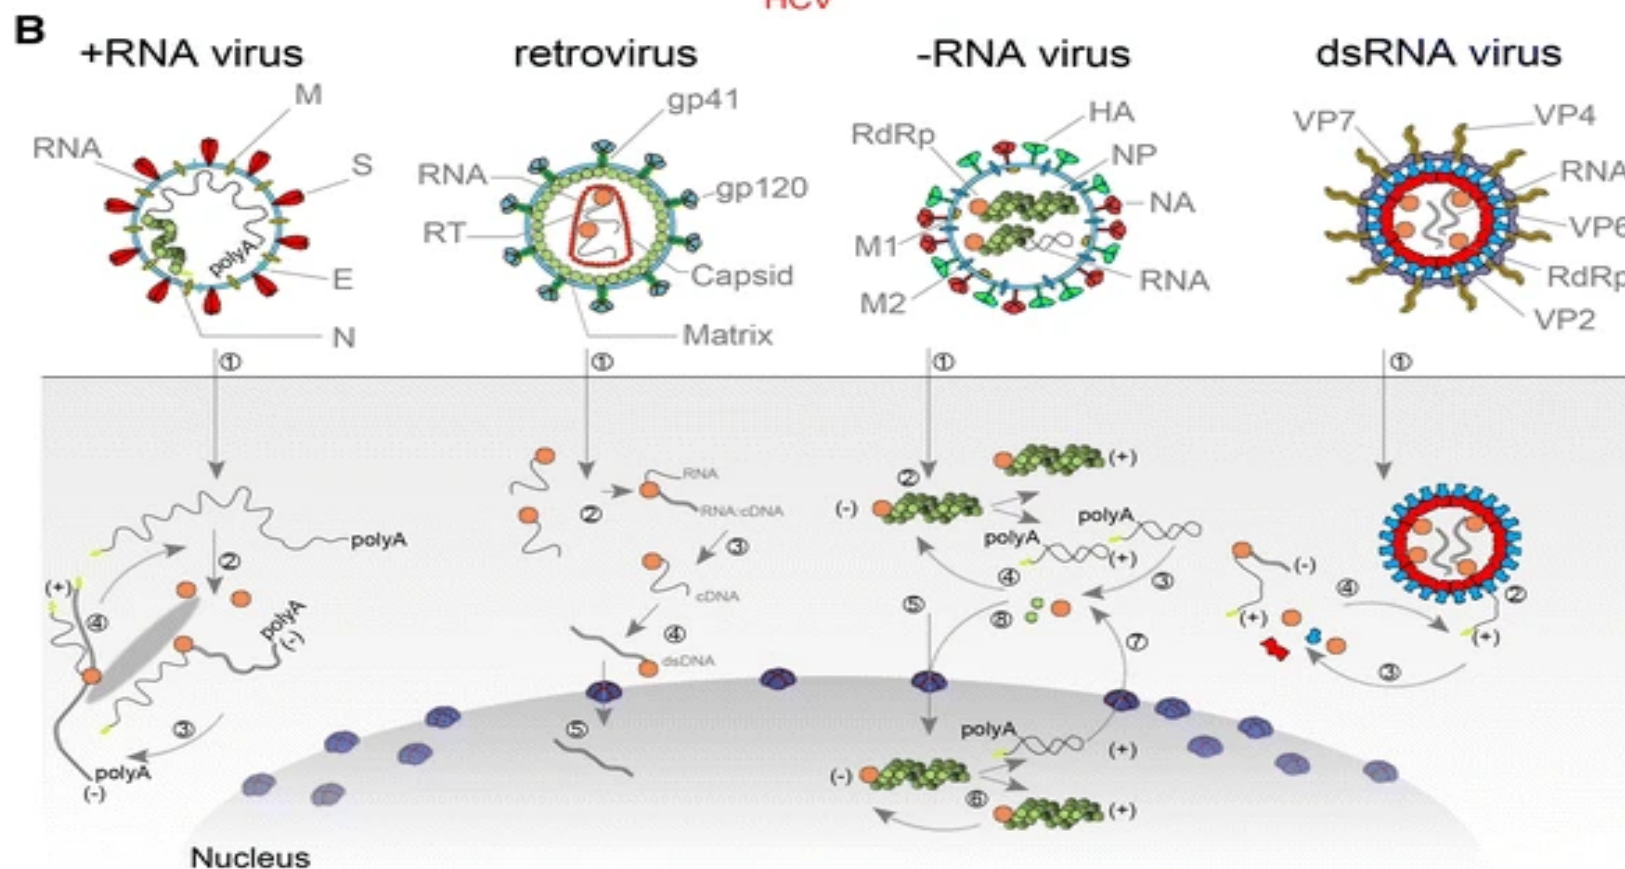 HCV
B
+RNA virus
retrovirus
-RNA virus
dsRNA virus
M
RNA
S
polyA
E
N
gp41
RNA
gp120
RT
Capsid
Matrix
HA
RdRp
NP
NA
M1
RNA
M2
VP7
VP4
RNA
VP6
RdRp
VP2
①
①
①
①
polyA
②
(+)
④
polyA
(-)
③
polyA
(-)
RNA
②
RNA:cDNA
③
cDNA
④
dsDNA
⑤
②
(+)
(-)
polyA
polyA
(+)
④
③
⑤
⑧
⑦
polyA
(+)
(-)
⑥
(+)
(-)
④
②
(+)
(+)
③
Nucleus